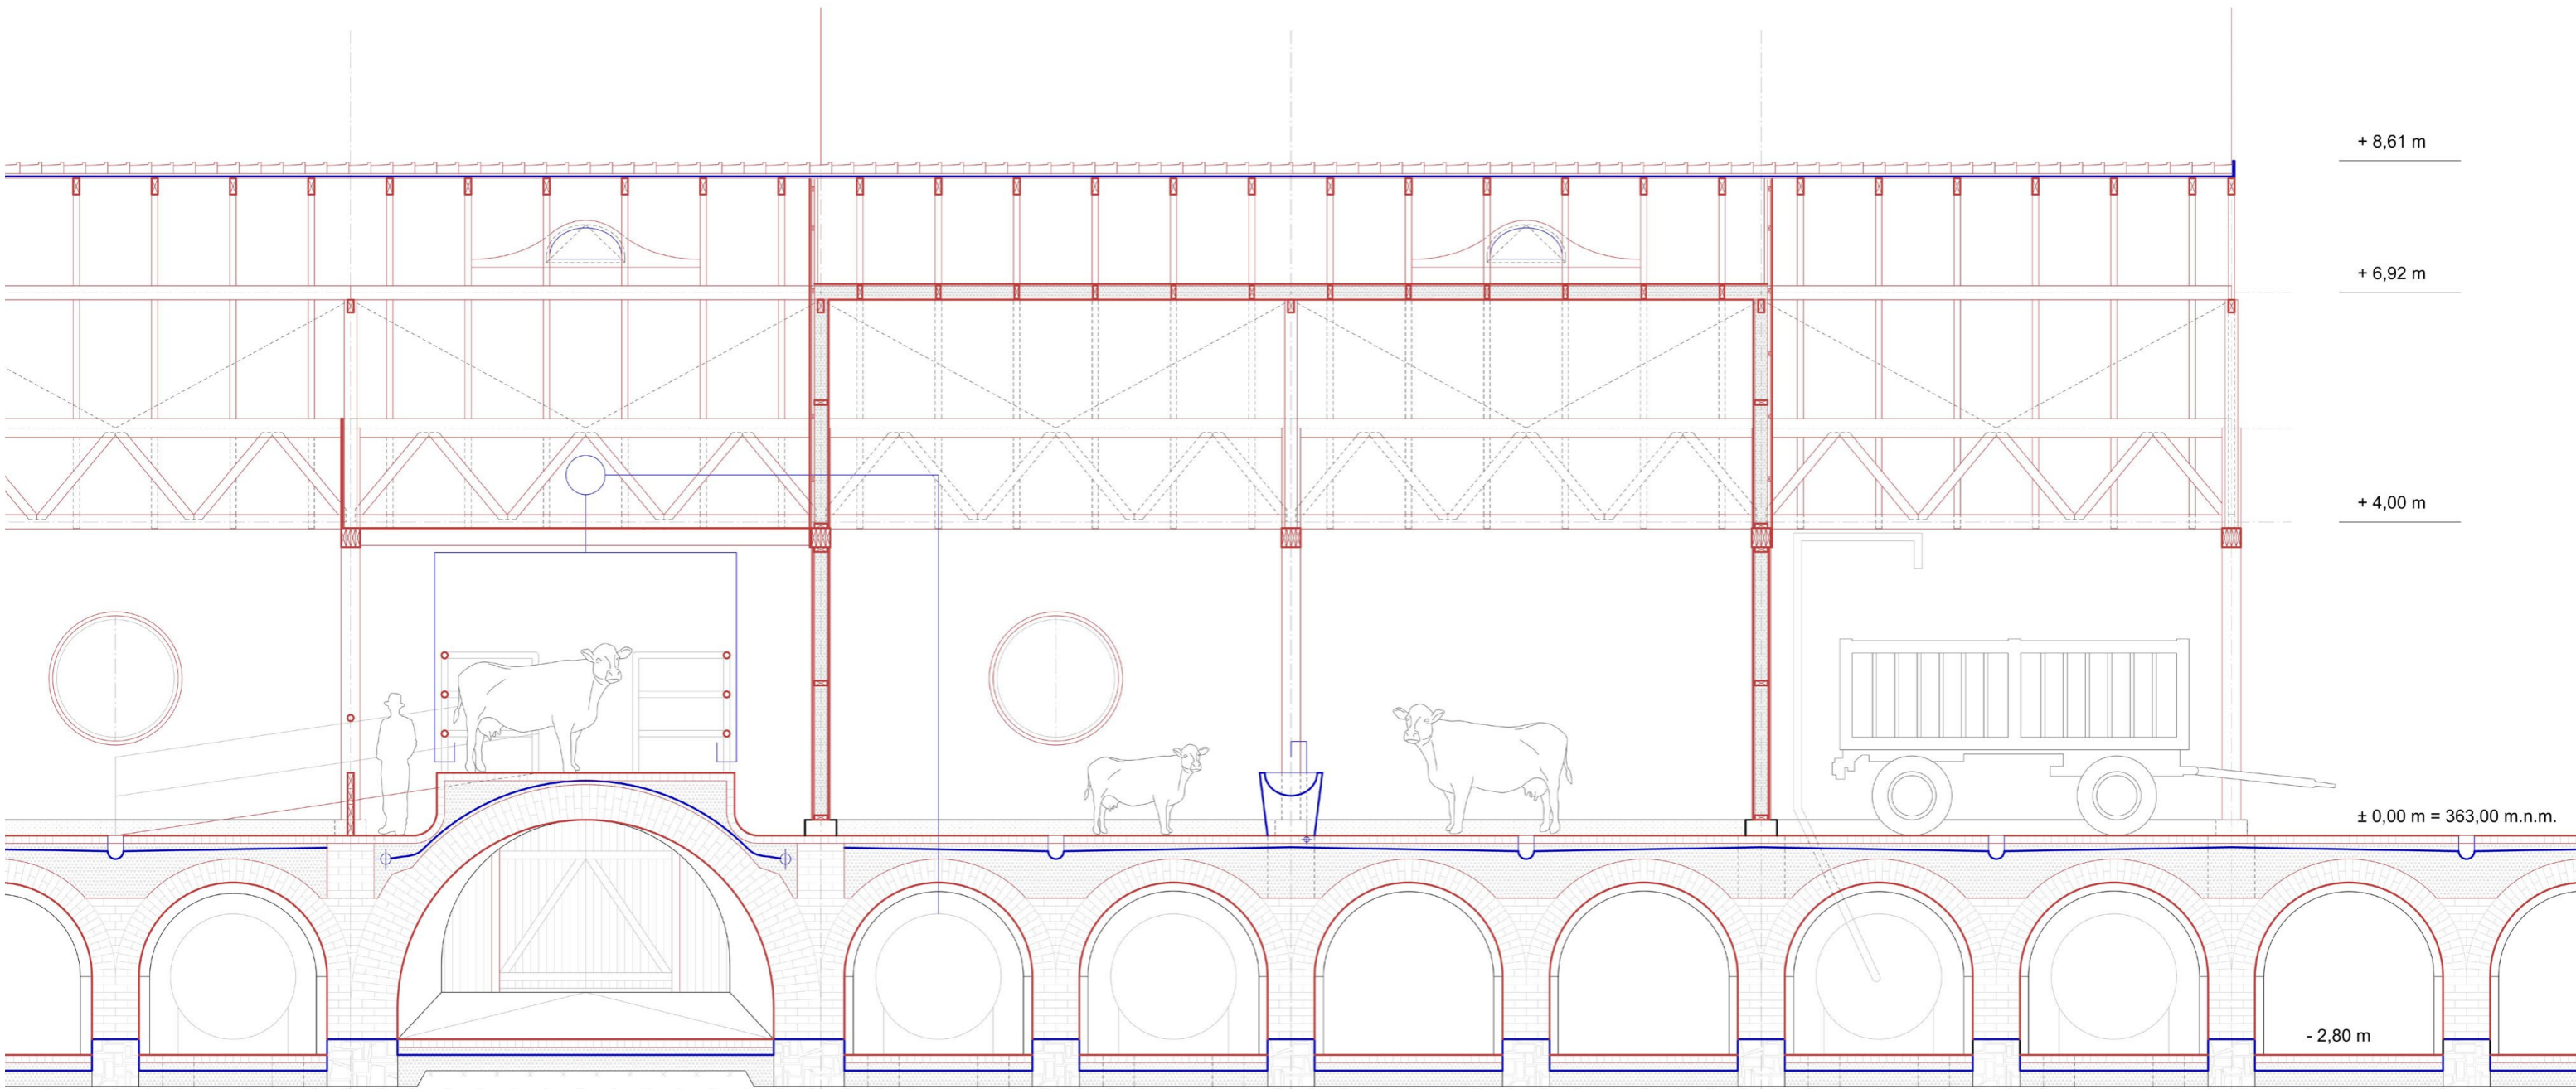 + 8,61 m
+ 6,92 m
+ 4,00 m
± 0,00 m = 363,00 m.n.m.
- 2,80 m